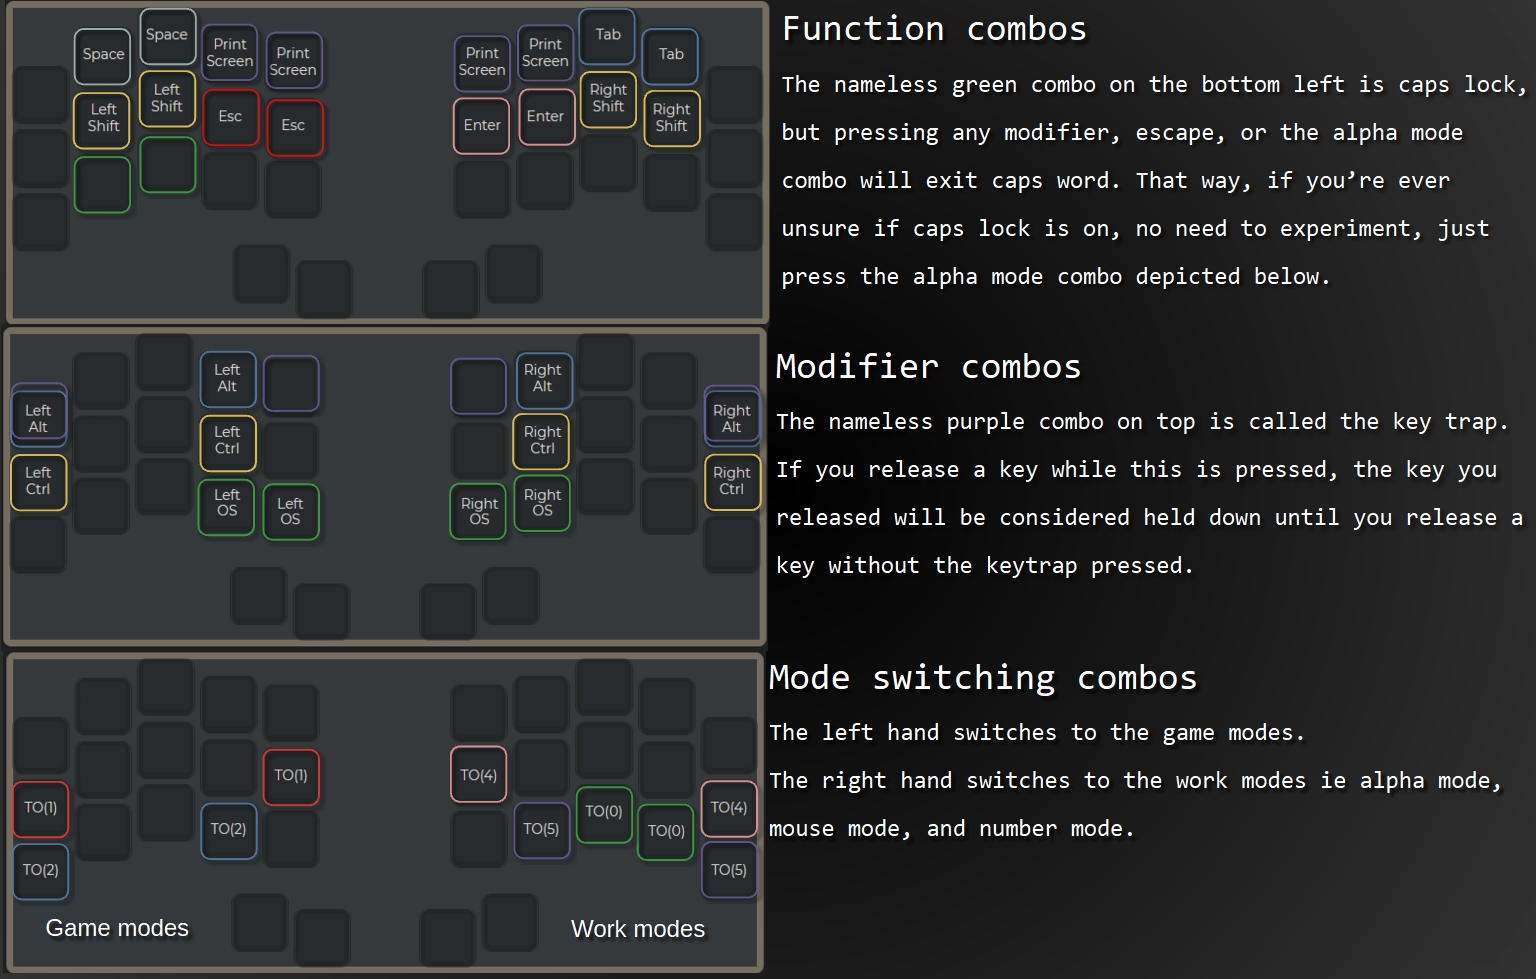 Function combos
The nameless green combo on the bottom left is caps lock,
but pressing any modifier, escape, or the alpha mode
combo will exit caps word. That way, if you’re ever
unsure if caps lock is on, no need to experiment, just
press the alpha mode combo depicted below.
Space
Space
Print
Screen
Print
Screen
Print
Screen
Print
Screen
Tab
Tab
Left
Shift
Left
Shift
Esc
Esc
Enter
Enter
Right
Shift
Right
Shift
Modifier combos
The nameless purple combo on top is called the key trap.
If you release a key while this is pressed, the key you
released will be considered held down until you release a
key without the keytrap pressed.
Left
Alt
Left
Alt
Right
Alt
Right
Alt
Left
Ctrl
Left
Ctrl
Right
Ctrl
Right
Ctrl
Left
OS
Left
OS
Right
OS
Right
OS
Mode switching combos
The left hand switches to the game modes.
The right hand switches to the work modes ie alpha mode,
mouse mode, and number mode.
TO(1)
TO(1)
TO(4)
TO(4)
TO(2)
TO(2)
TO(5)
TO(0)
TO(0)
TO(5)
Game modes
Work modes